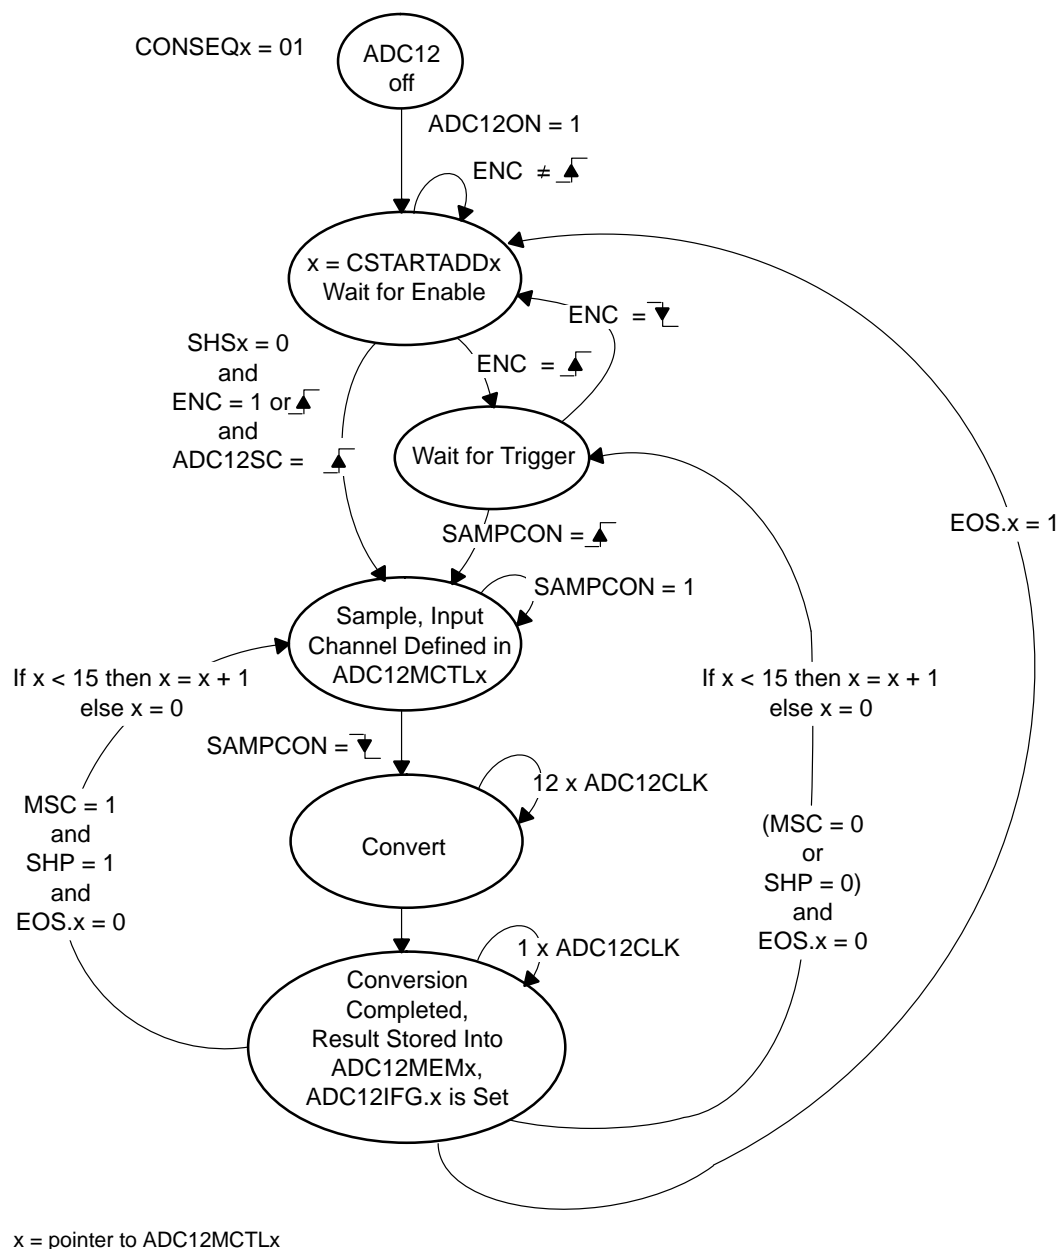 CONSEQx = 01
ADC12
off
ADC12ON = 1
ENC ≠
x = CSTARTADDx
Wait for Enable
ENC =
SHSx = 0
and
ENC = 1 or
and
ADC12SC =
ENC =
Wait for Trigger
EOS.x = 1
SAMPCON =
SAMPCON = 1
Sample, Input
Channel Defined in
ADC12MCTLx
If x < 15 then x = x + 1
else x = 0
If x < 15 then x = x + 1
else x = 0
SAMPCON =
12 x ADC12CLK
MSC = 1
and
SHP = 1
and
EOS.x = 0
Convert
(MSC = 0
or
SHP = 0)
and
EOS.x = 0
1 x ADC12CLK
Conversion
Completed,
Result Stored Into
ADC12MEMx,
ADC12IFG.x is Set
x = pointer to ADC12MCTLx